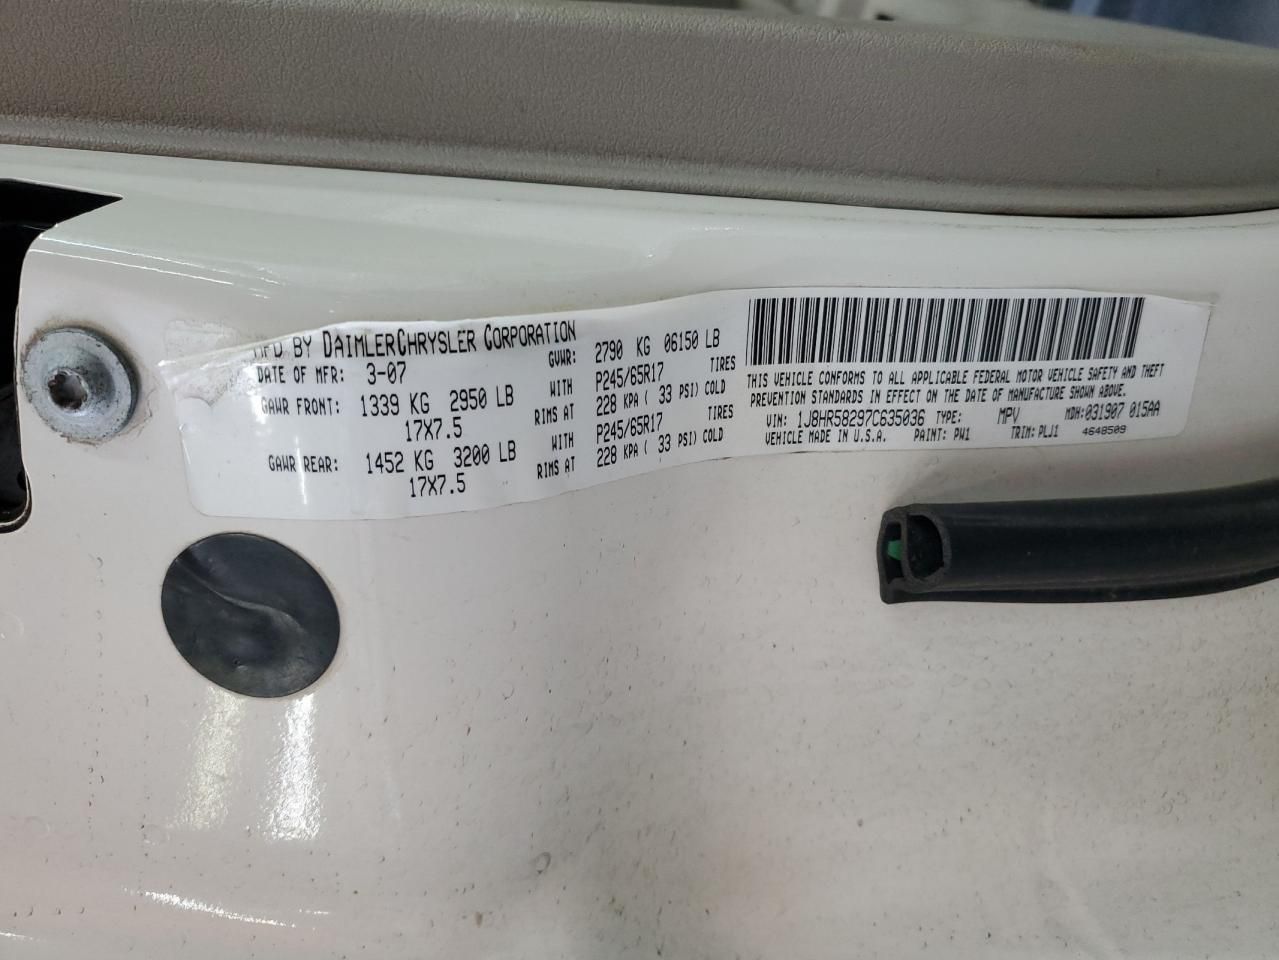 MFD BY DAIMLERCHRYSLER CORPORATION
DATE OF MFR: 3-07 GVWR: 2790 KG 06150 LB
GAWR FRONT: 1339 KG 2950 LB WITH P245/65R17 TIRES
17X7.5 RIMS AT 228 KPA ( 33 PSI) COLD
GAWR REAR: 1452 KG 3200 LB WITH P245/65R17 TIRES
17X7.5 RIMS AT 228 KPA ( 33 PSI) COLD
THIS VEHICLE CONFORMS TO ALL APPLICABLE FEDERAL MOTOR VEHICLE SAFETY AND THEFT
PREVENTION STANDARDS IN EFFECT ON THE DATE OF MANUFACTURE SHOWN ABOVE.
VIN: 1J8HR58297C635036 TYPE: MPV MDH: 031907 015AA
VEHICLE MADE IN U.S.A. PAINT: PW1 TRIM: PLJ1 4648509